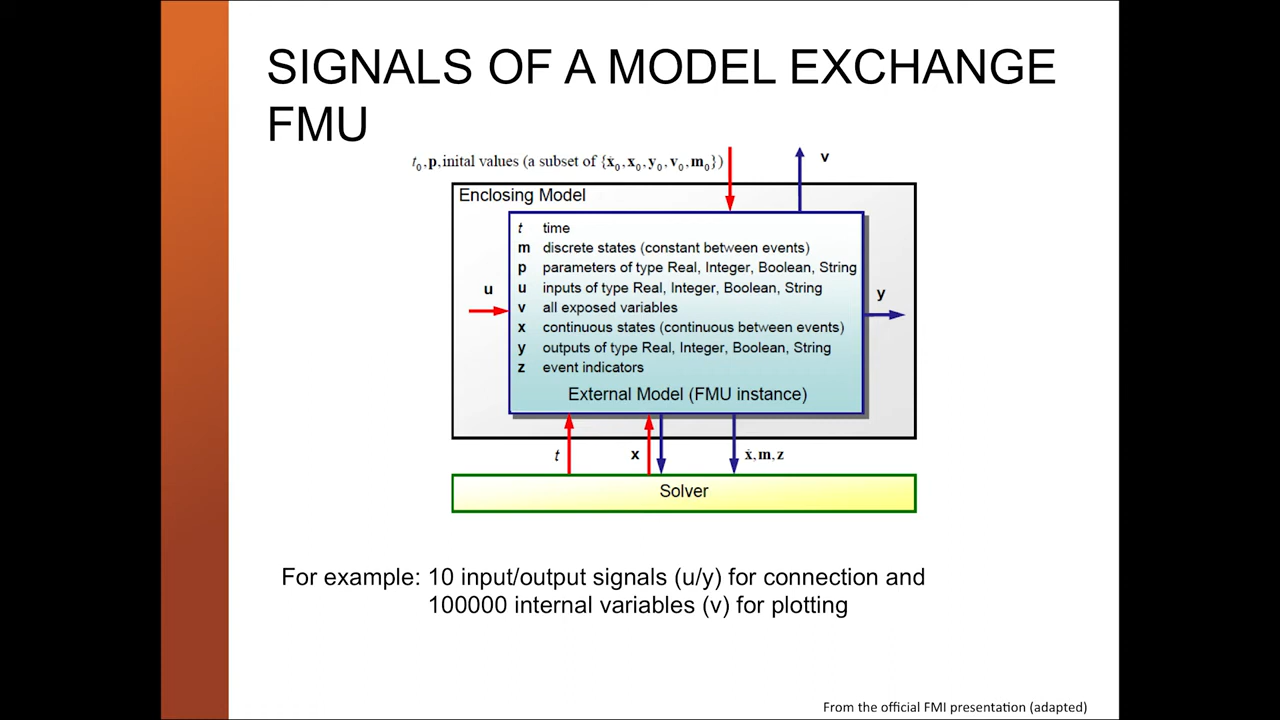 SIGNALS OF A MODEL EXCHANGE
FMU
t₀,p,inital values (a subset of {ẋ₀,x₀,y₀,v₀,m₀})
v
Enclosing Model
t time
m discrete states (constant between events)
p parameters of type Real, Integer, Boolean, String
u inputs of type Real, Integer, Boolean, String
v all exposed variables
x continuous states (continuous between events)
y outputs of type Real, Integer, Boolean, String
z event indicators
External Model (FMU instance)
u
y
t
x
ẋ,m,z
Solver
For example: 10 input/output signals (u/y) for connection and
100000 internal variables (v) for plotting
From the official FMI presentation (adapted)